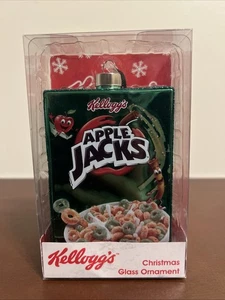 Kellogg's
APPLE
JACKS
Kellogg's
Christmas
Glass Ornament